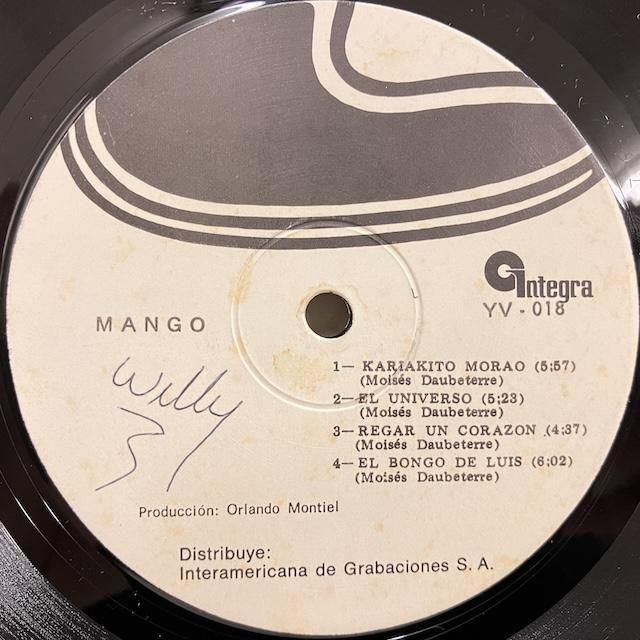 Integra
YV - 018
MANGO
1— KARIAKITO MORAO (5;57)
(Moisés Daubeterre)
2— EL UNIVERSO (5;23)
(Moisés Daubeterre)
3— REGAR UN CORAZON (4;37)
(Moisés Daubeterre)
4— EL BONGO DE LUIS (6;02)
(Moisés Daubeterre)
Willy
3
Producción: Orlando Montiel
Distribuye:
Interamericana de Grabaciones S. A.